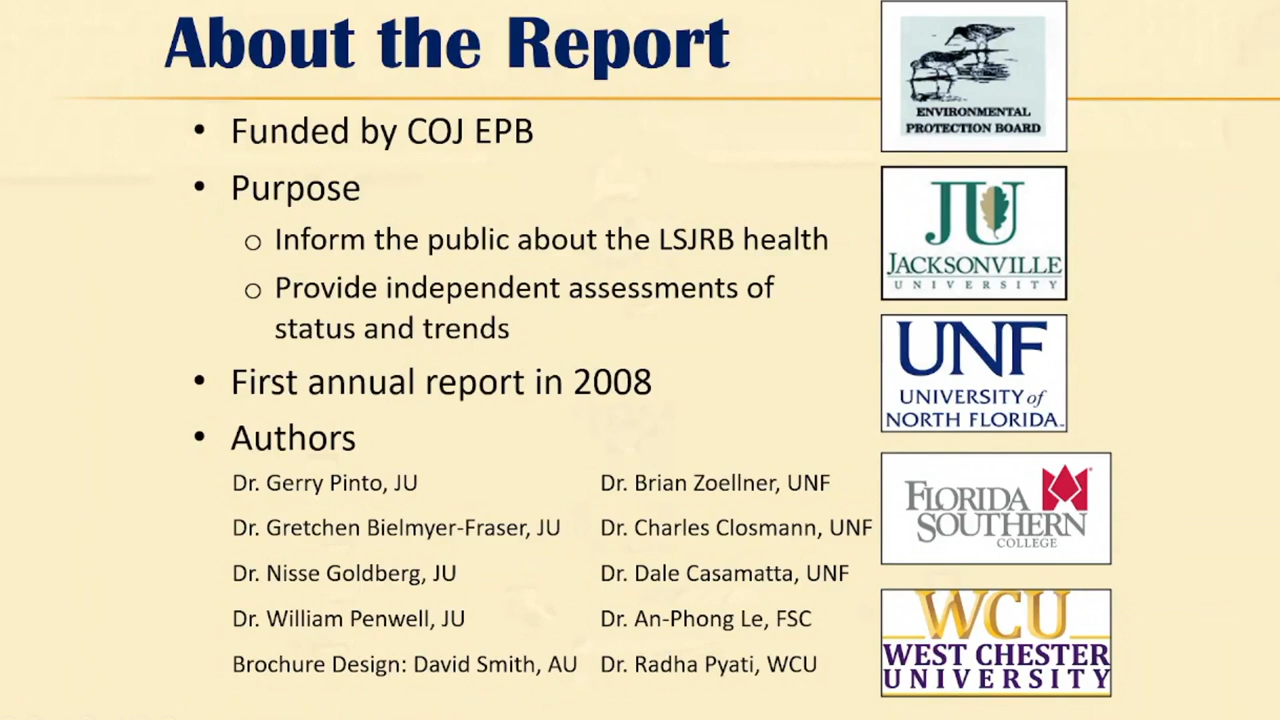 About the Report
• Funded by COJ EPB
• Purpose
o Inform the public about the LSJRB health
o Provide independent assessments of
status and trends
• First annual report in 2008
• Authors
Dr. Gerry Pinto, JU
Dr. Gretchen Bielmyer-Fraser, JU
Dr. Nisse Goldberg, JU
Dr. William Penwell, JU
Brochure Design: David Smith, AU
Dr. Brian Zoellner, UNF
Dr. Charles Closmann, UNF
Dr. Dale Casamatta, UNF
Dr. An-Phong Le, FSC
Dr. Radha Pyati, WCU
ENVIRONMENTAL
PROTECTION BOARD
JU
JACKSONVILLE
UNIVERSITY
UNF
UNIVERSITY of
NORTH FLORIDA
FLORIDA
SOUTHERN
COLLEGE
WCU
WEST CHESTER
UNIVERSITY